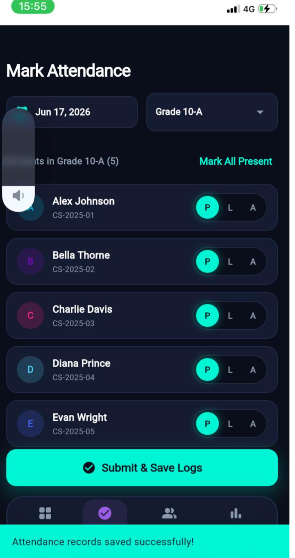 15:55
4G
Mark Attendance
Jun 17, 2026
Grade 10-A
in Grade 10-A (5)
Mark All Present
Alex Johnson
CS-2025-01
P L A
B
Bella Thorne
CS-2025-02
P L A
C
Charlie Davis
CS-2025-03
P L A
D
Diana Prince
CS-2025-04
P L A
E
Evan Wright
CS-2025-05
P L A
Submit & Save Logs
Attendance records saved successfully!